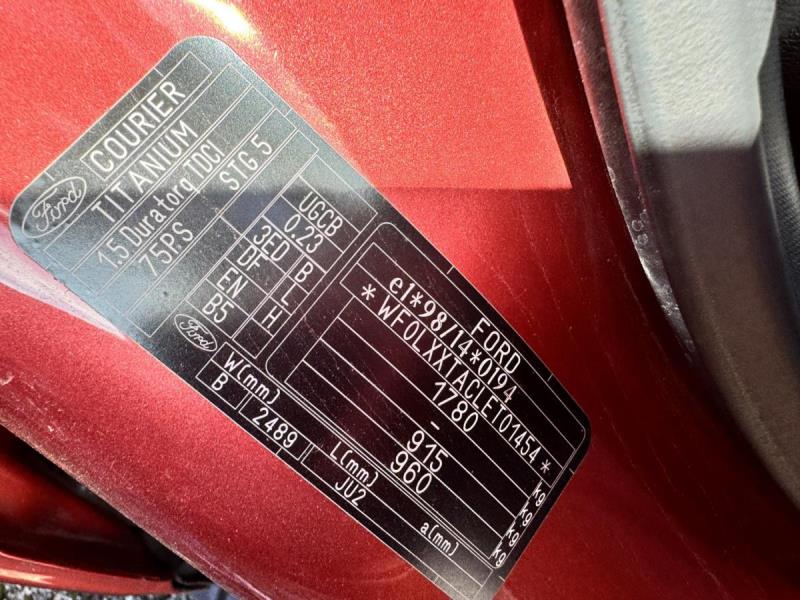 Ford
COURIER
TITANIUM
1.5 Duratorq TDCI
75PS STG 5
UGCB
0.23
3ED B
DF L
EN H
B5
Ford
FORD
e1*98/14*0194
* WF0LXXTACLET01454 *
1780 kg
- kg
915 kg
960 kg
W(mm) L(mm) a(mm)
B 2489 JU2